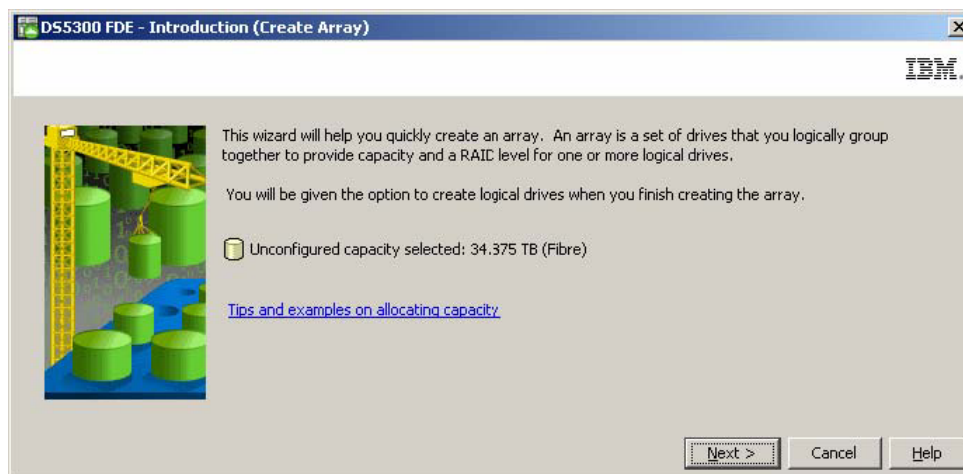 DS5300 FDE - Introduction (Create Array)
IBM.
This wizard will help you quickly create an array. An array is a set of drives that you logically group
together to provide capacity and a RAID level for one or more logical drives.
You will be given the option to create logical drives when you finish creating the array.
Unconfigured capacity selected: 34.375 TB (Fibre)
Tips and examples on allocating capacity
Next > Cancel Help